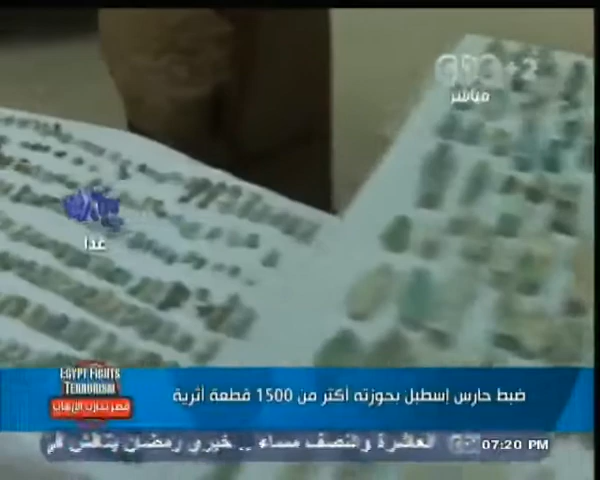 CBC+2
مباشر
غدا
EGYPT FIGHTS
TERRORISM
مصر تحارب الإرهاب
ضبط حارس إسطبل بحوزته أكثر من 1500 قطعة أثرية
العاشرة والنصف مساء .. خيري رمضان يناقش في
07:20 PM